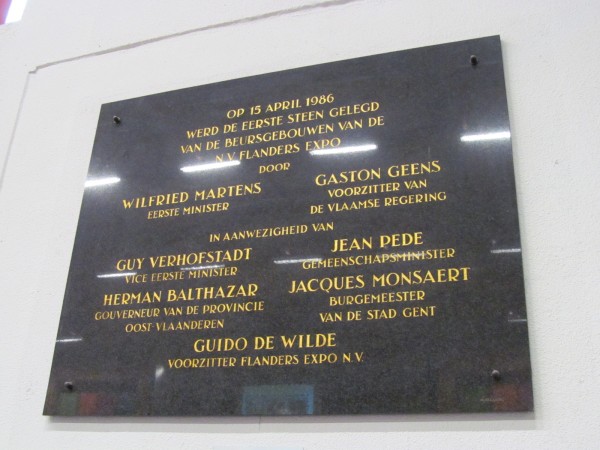 OP 15 APRIL 1986
WERD DE EERSTE STEEN GELEGD
VAN DE BEURSGEBOUWEN VAN DE
N.V. FLANDERS EXPO
DOOR
WILFRIED MARTENS
EERSTE MINISTER
GASTON GEENS
VOORZITTER VAN
DE VLAAMSE REGERING
IN AANWEZIGHEID VAN
GUY VERHOFSTADT
VICE EERSTE MINISTER
JEAN PEDE
GEMEENSCHAPSMINISTER
HERMAN BALTHAZAR
GOUVERNEUR VAN DE PROVINCIE
OOST-VLAANDEREN
JACQUES MONSAERT
BURGEMEESTER
VAN DE STAD GENT
GUIDO DE WILDE
VOORZITTER FLANDERS EXPO N.V.